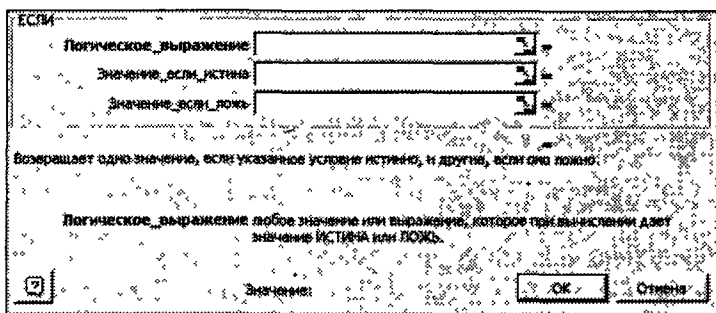 ЕСЛИ
Логическое_выражение =
Значение_если_истина =
Значение_если_ложь =
=
Возвращает одно значение, если указанное условие истинно, и другие, если оно ложно.
Логическое_выражение любое значение или выражение, которое при вычислении дает
значение ИСТИНА или ЛОЖЬ.
? Значение: ОК Отмена